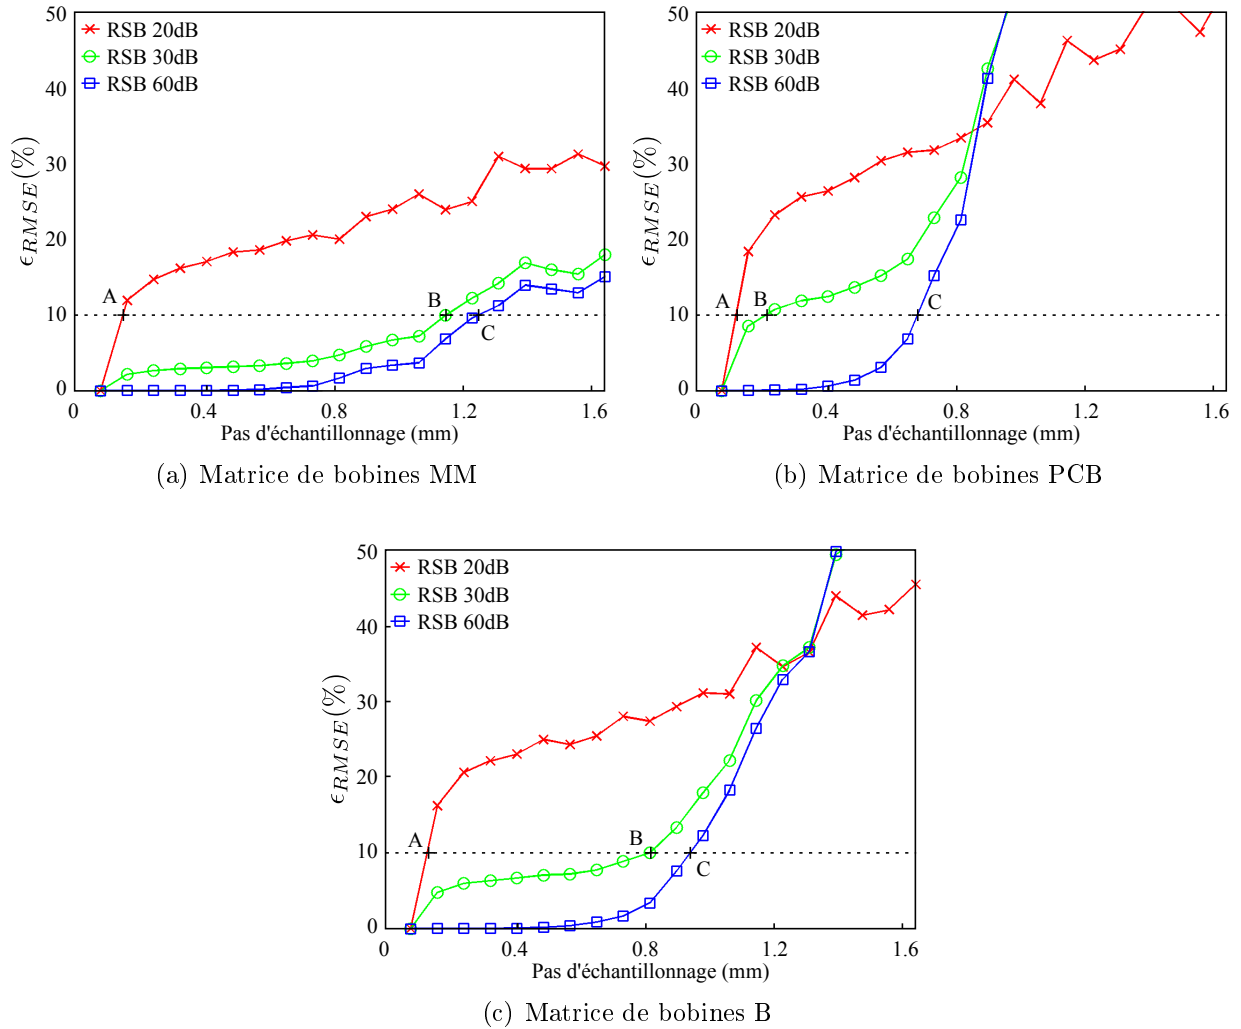 50
40
30
20
10
0
ϵRMSE(%)
RSB 20dB
RSB 30dB
RSB 60dB
A
B
C
0
0.4
0.8
1.2
1.6
Pas d'échantillonnage (mm)
(a) Matrice de bobines MM
50
40
30
20
10
0
ϵRMSE(%)
RSB 20dB
RSB 30dB
RSB 60dB
A
B
C
0
0.4
0.8
1.2
1.6
Pas d'échantillonnage (mm)
(b) Matrice de bobines PCB
50
40
30
20
10
0
ϵRMSE(%)
RSB 20dB
RSB 30dB
RSB 60dB
A
B
C
0
0.4
0.8
1.2
1.6
Pas d'échantillonnage (mm)
(c) Matrice de bobines B